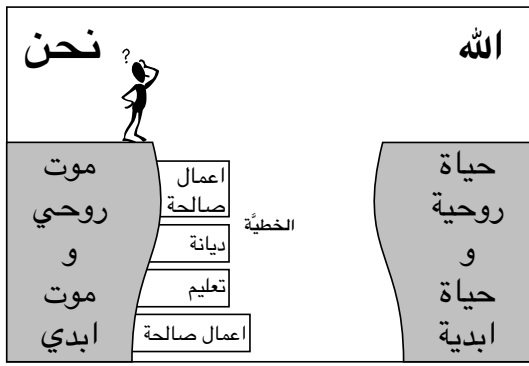 الله
نحن
?
حياة
روحية
و
حياة
ابدية
الخطيَّة
اعمال
صالحة
ديانة
تعليم
اعمال صالحة
موت
روحي
و
موت
ابدي